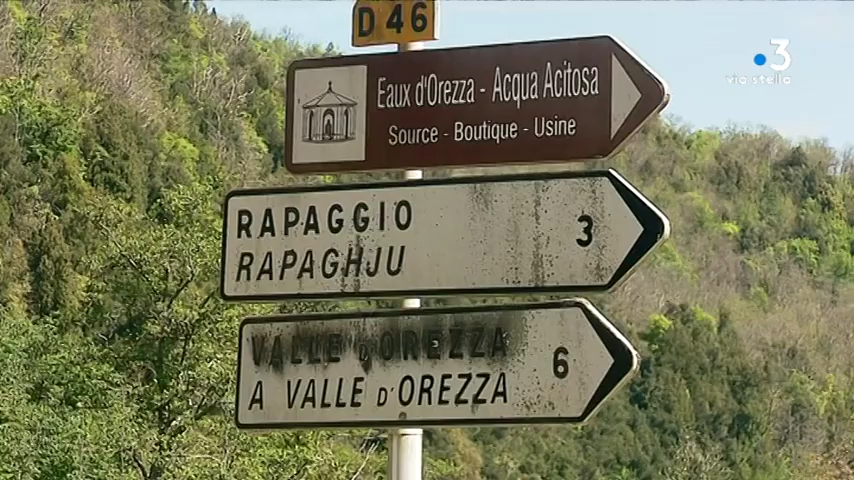 D 46
3
via stella
Eaux d'Orezza - Acqua Acitosa
Source - Boutique - Usine
RAPAGGIO 3
RAPAGHJU
VALLE d'OREZZA 6
A VALLE d'OREZZA